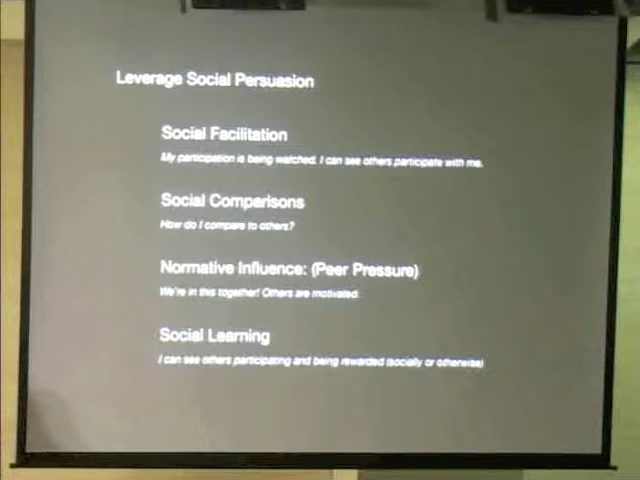 Leverage Social Persuasion
Social Facilitation
My participation is being watched. I can see others participate with me.
Social Comparisons
How do I compare to others?
Normative Influence: (Peer Pressure)
We're in this together! Others are motivated.
Social Learning
I can see others participating and being rewarded (socially or otherwise)